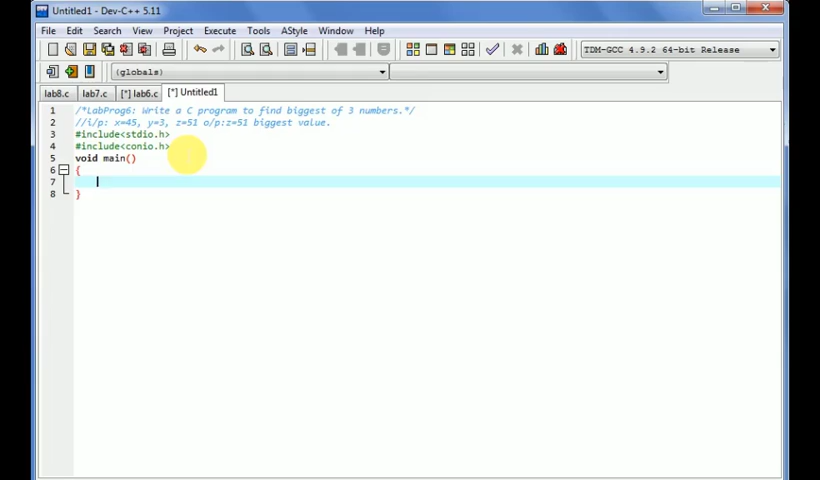 Untitled1 - Dev-C++ 5.11
File Edit Search View Project Execute Tools AStyle Window Help
TDM-GCC 4.9.2 64-bit Release
(globals)
lab8.c lab7.c [*] lab6.c [*] Untitled1
1 /*LabProg6: Write a C program to find biggest of 3 numbers.*/
2 //i/p: x=45, y=3, z=51 o/p:z=51 biggest value.
3 #include<stdio.h>
4 #include<conio.h>
5 void main()
6 {
7
8 }